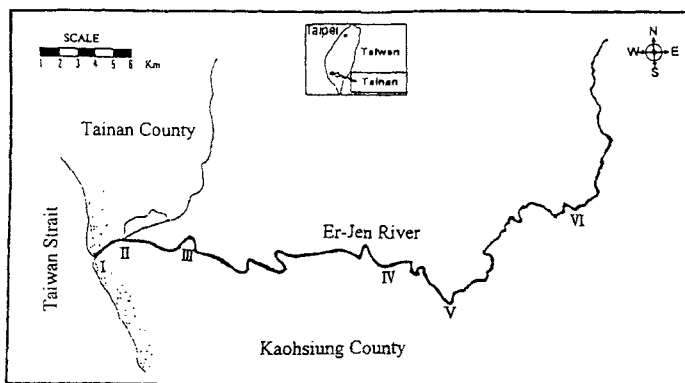 SCALE
1 2 3 4 5 6 Km
Taipei
Taiwan
Tainan
N
W E
S
Tainan County
Taiwan Strait
I
II
III
Er-Jen River
IV
V
VI
Kaohsiung County